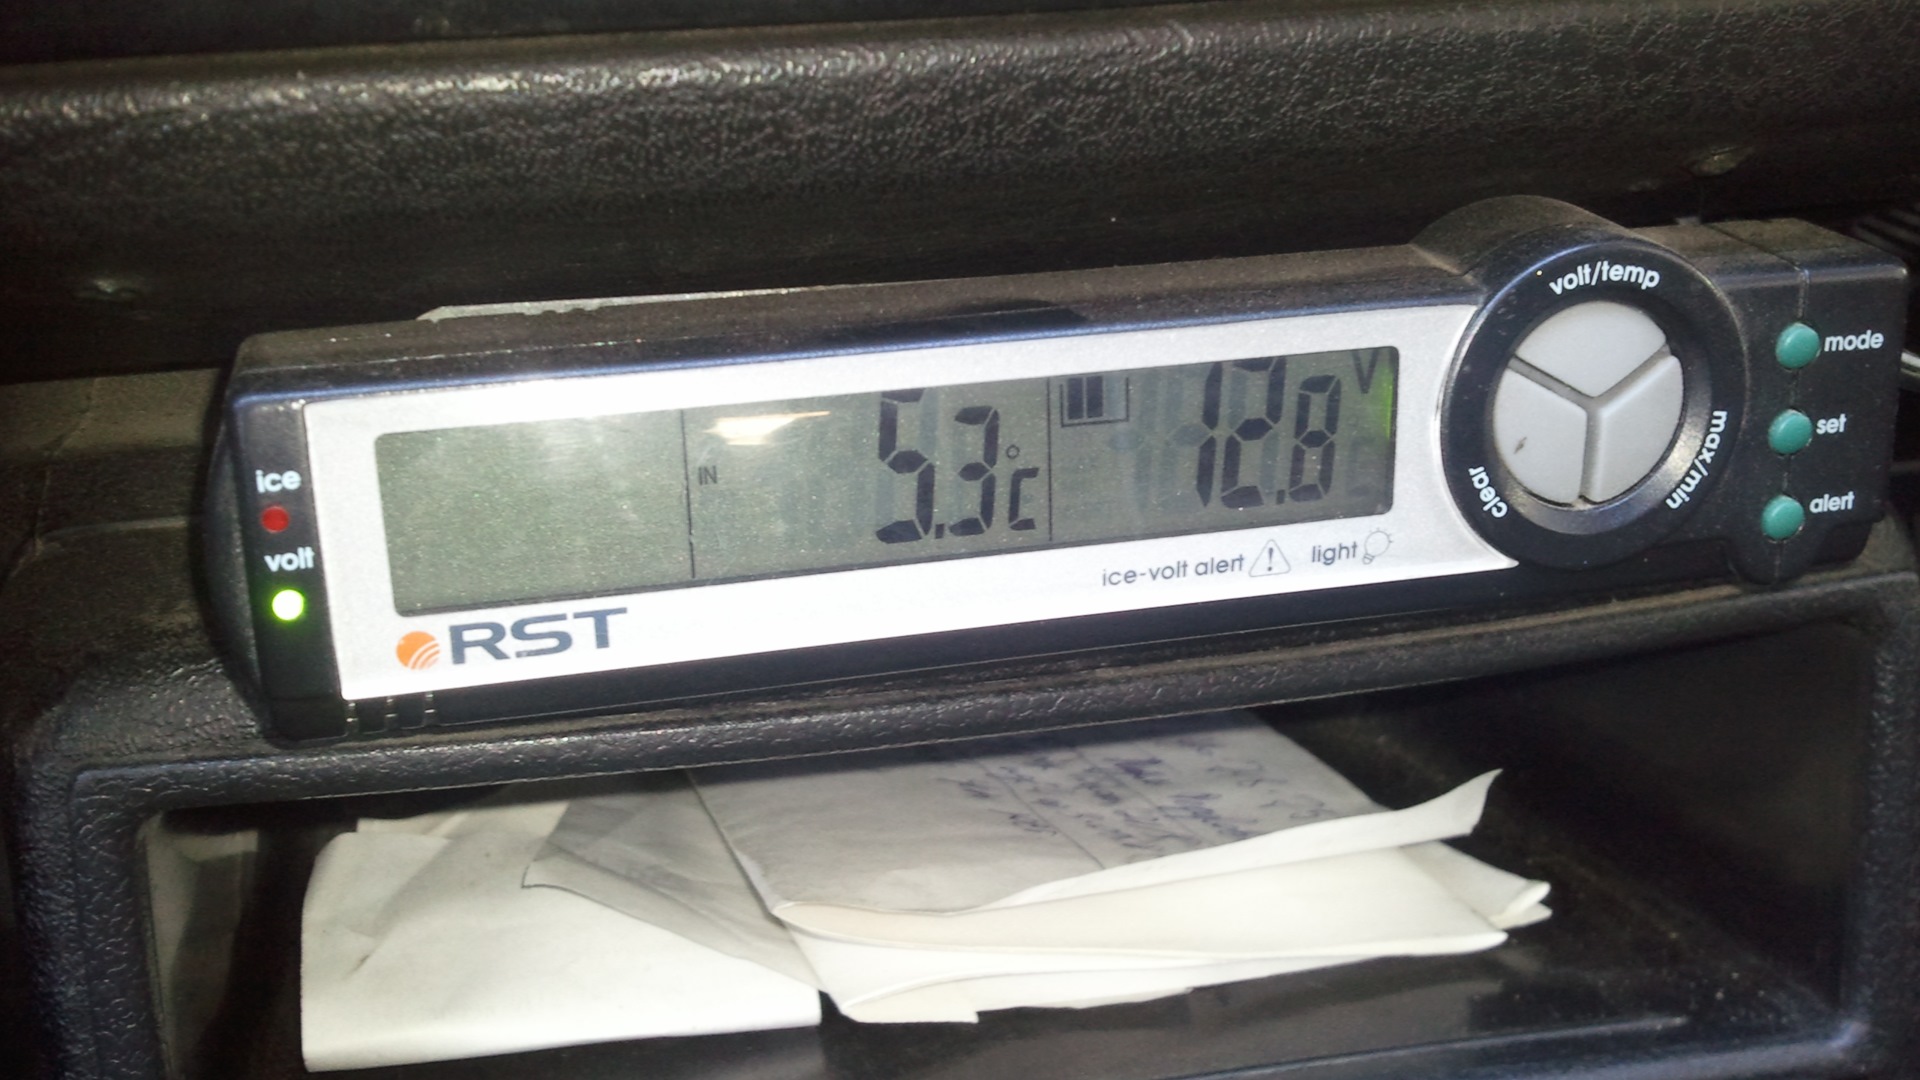 volt/temp
mode
set
alert
max/min
clear
ice
volt
IN 5.3°C
12.8 V
ice-volt alert ! light
RST